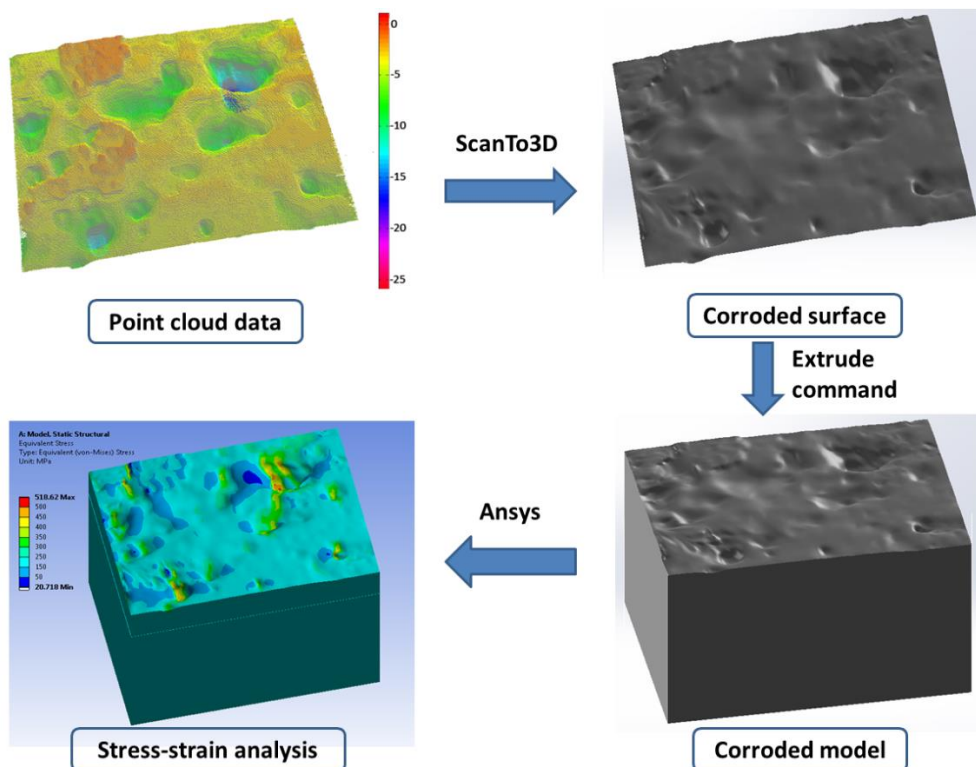 0
-5
-10
-15
-20
-25
ScanTo3D
Point cloud data
Corroded surface
Extrude
command
A: Model, Static Structural
Equivalent Stress
Type: Equivalent (von-Mises) Stress
Unit: MPa
518.62 Max
500
450
400
350
300
250
150
50
20.718 Min
Ansys
Stress-strain analysis
Corroded model